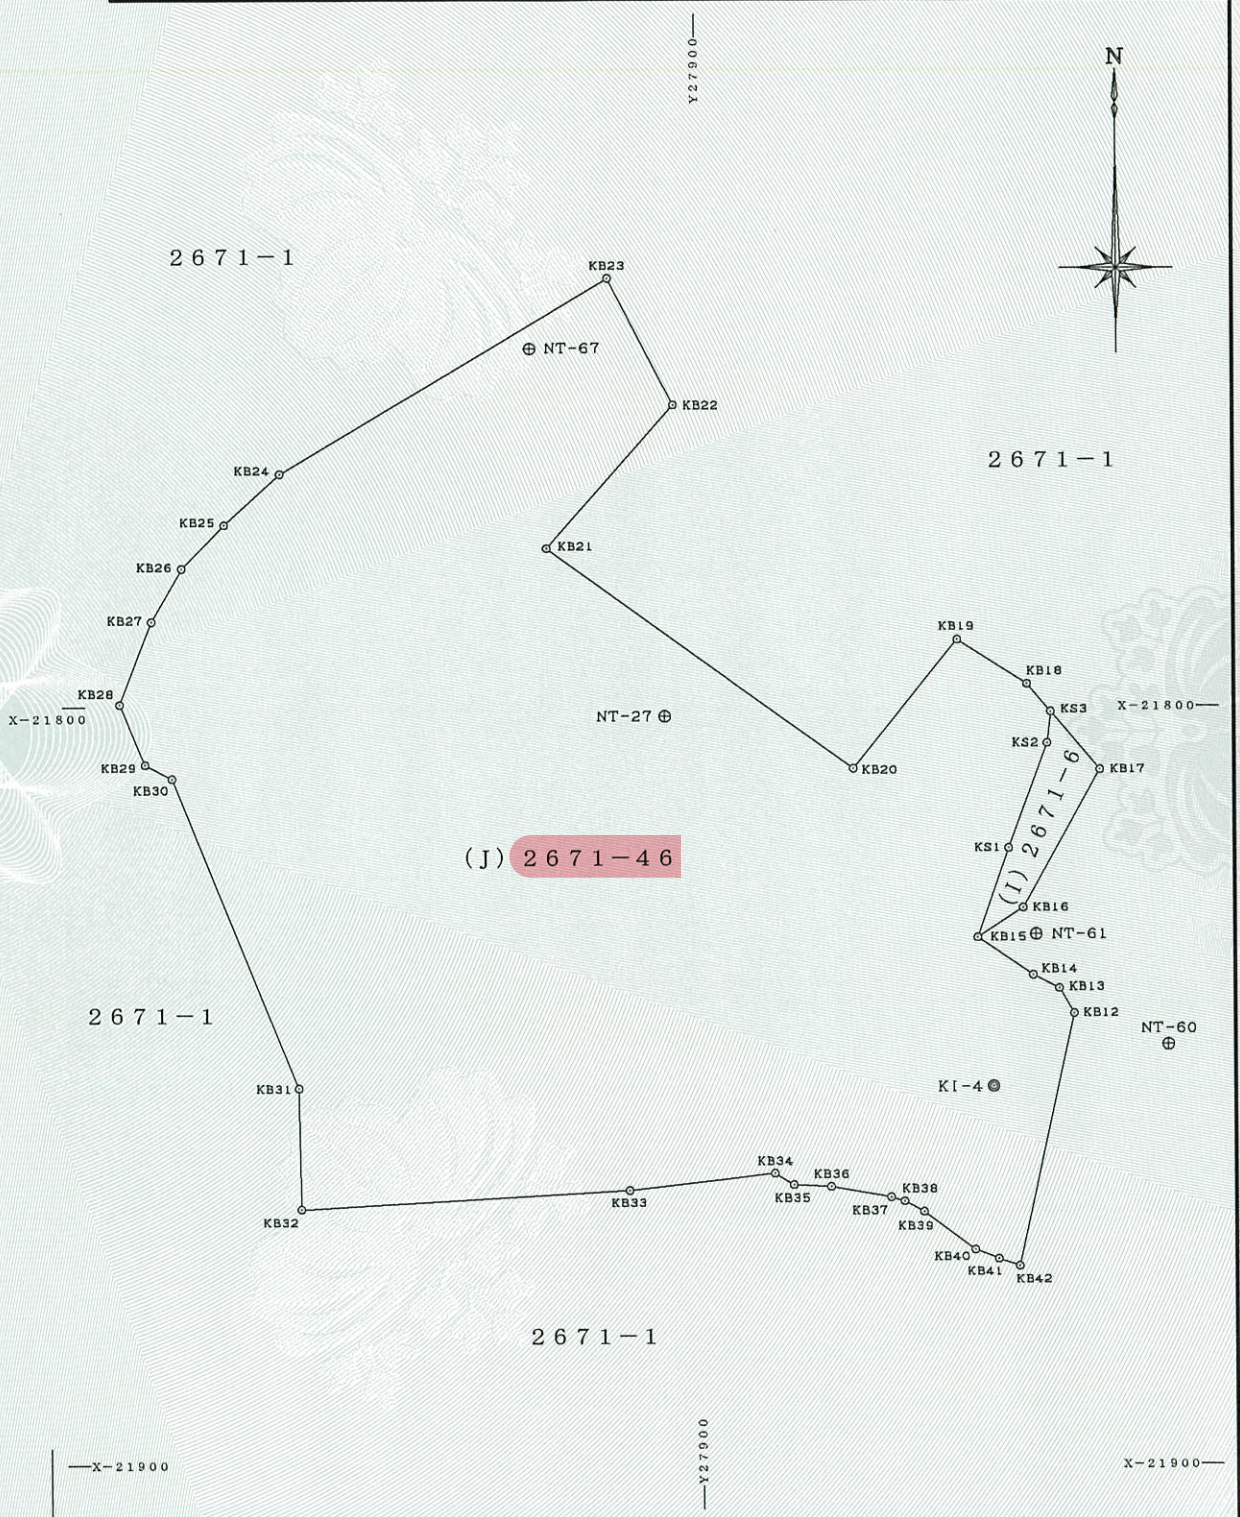 Y27900
N
2671-1
KB23
NT-67
KB22
2671-1
KB24
KB25
KB21
KB26
KB27
KB19
KB18
KB28
KS3
X-21800
X-21800
NT-27
KS2
KB29
KB20
KB17
KB30
(I) 2671-6
KS1
(J) 2671-46
KB16
KB15
NT-61
KB14
KB13
2671-1
KB12
NT-60
KI-4
KB31
KB34
KB36
KB35
KB38
KB33
KB37
KB32
KB39
KB40
KB41
KB42
2671-1
Y27900
X-21900
X-21900